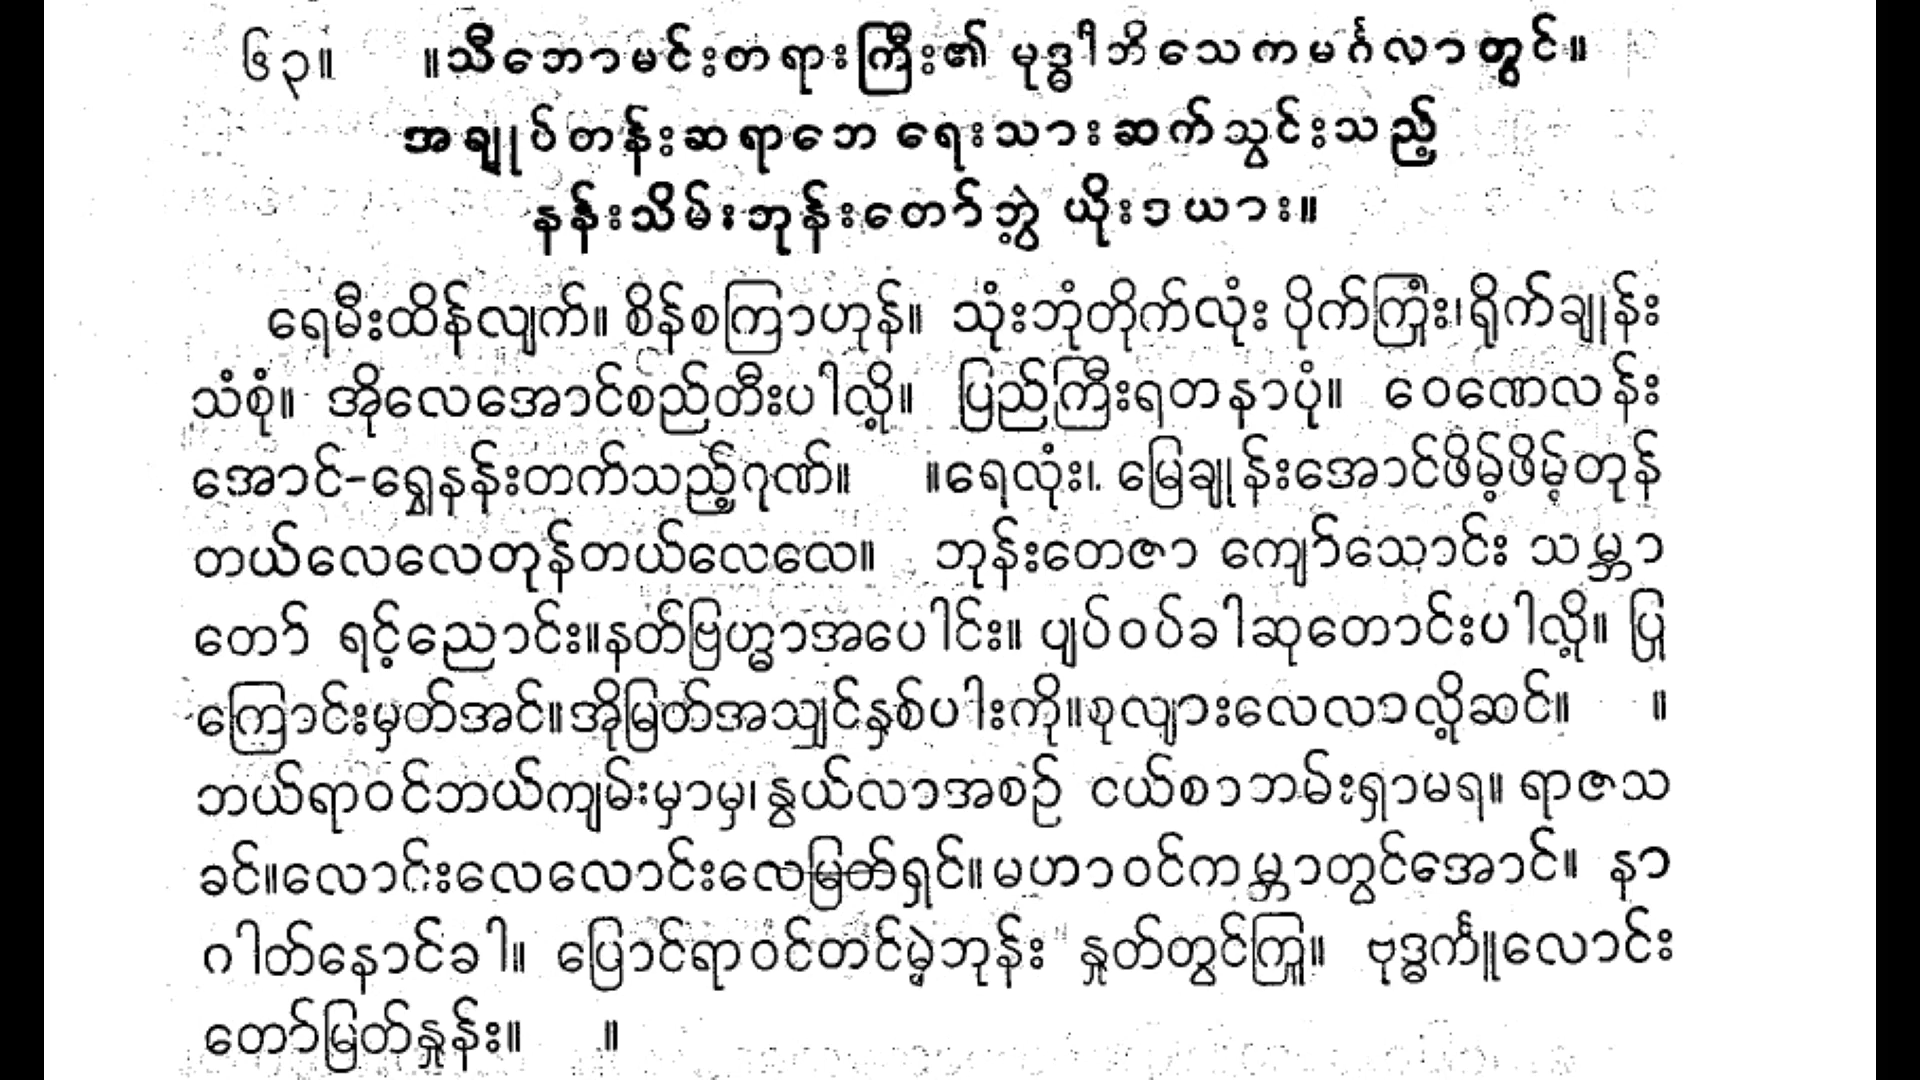 ၆၃။ ။သီဘောမင်းတရားကြီး၏ မုဒ္ဓါဘိသေကမင်္ဂလာတွင်။
အချုပ်တန်းဆရာဘေ ရေးသားဆက်သွင်းသည့်
နန်းသိမ်းဘုန်းတော်ဘွဲ့ ယိုးဒယား။
ရေမီးထိန်လျက်။ စိန်စကြာဟုန်။ သုံးဘုံတိုက်လုံး ပိုက်ကြုံး၊ရိုက်ချုန်း
သံစုံ။ အိုလေအောင်စည်တီးပါလို့။ ပြည်ကြီးရတနာပုံ။ ဝေဏေလန်း
အောင်-ရွှေနန်းတက်သည့်ဂုဏ်။ ။ရေလုံး၊ မြေချုန်းအောင်ဖိမ့်ဖိမ့်တုန်
တယ်လေလေတုန်တယ်လေလေ။ ဘုန်းတေဇာ ကျော်သောင်း သမ္ဘာ
တော် ရင့်ညောင်း။နတ်ဗြဟ္မာအပေါင်း။ ပျပ်ဝပ်ခါဆုတောင်းပါလို့။ ပြု
ကြောင်းမှတ်အင်။အိုမြတ်အသျှင်နှစ်ပါးကို။စုလျားလေလာလို့ဆင်။ ။
ဘယ်ရာဝင်ဘယ်ကျမ်းမှာမှ၊နွယ်လာအစဉ် ငယ်စာဘမ်းရှာမရ။ ရာဇသ
ခင်။လောင်းလေလောင်းလေမြတ်ရှင်။မဟာဝင်ကမ္ဘာတွင်အောင်။ နာ
ဂါတ်နောင်ခါ။ ပြောင်ရာဝင်တင်မဲ့ဘုန်း နှုတ်တွင်ကြူ။ ဗုဒ္ဓင်္ကျူလောင်း
တော်မြတ်နှုန်း။ ။